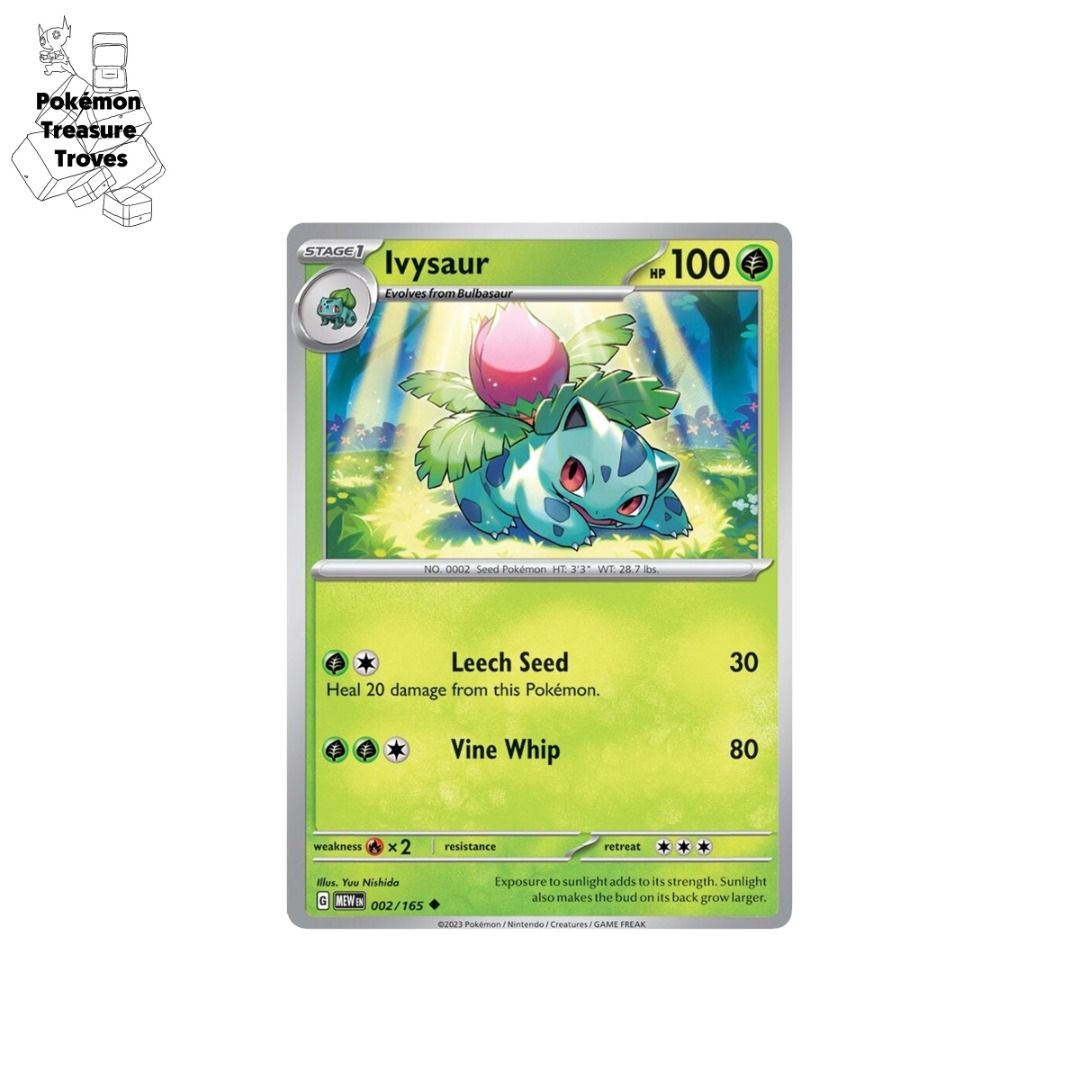 Pokémon
Treasure
Troves
STAGE 1
Ivysaur
HP 100
Evolves from Bulbasaur
NO. 0002 Seed Pokémon HT: 3'3" WT: 28.7 lbs.
Leech Seed 30
Heal 20 damage from this Pokémon.
Vine Whip 80
weakness ×2 resistance retreat
Illus. Yuu Nishida
Exposure to sunlight adds to its strength. Sunlight
also makes the bud on its back grow larger.
G MEW EN 002/165
©2023 Pokémon / Nintendo / Creatures / GAME FREAK